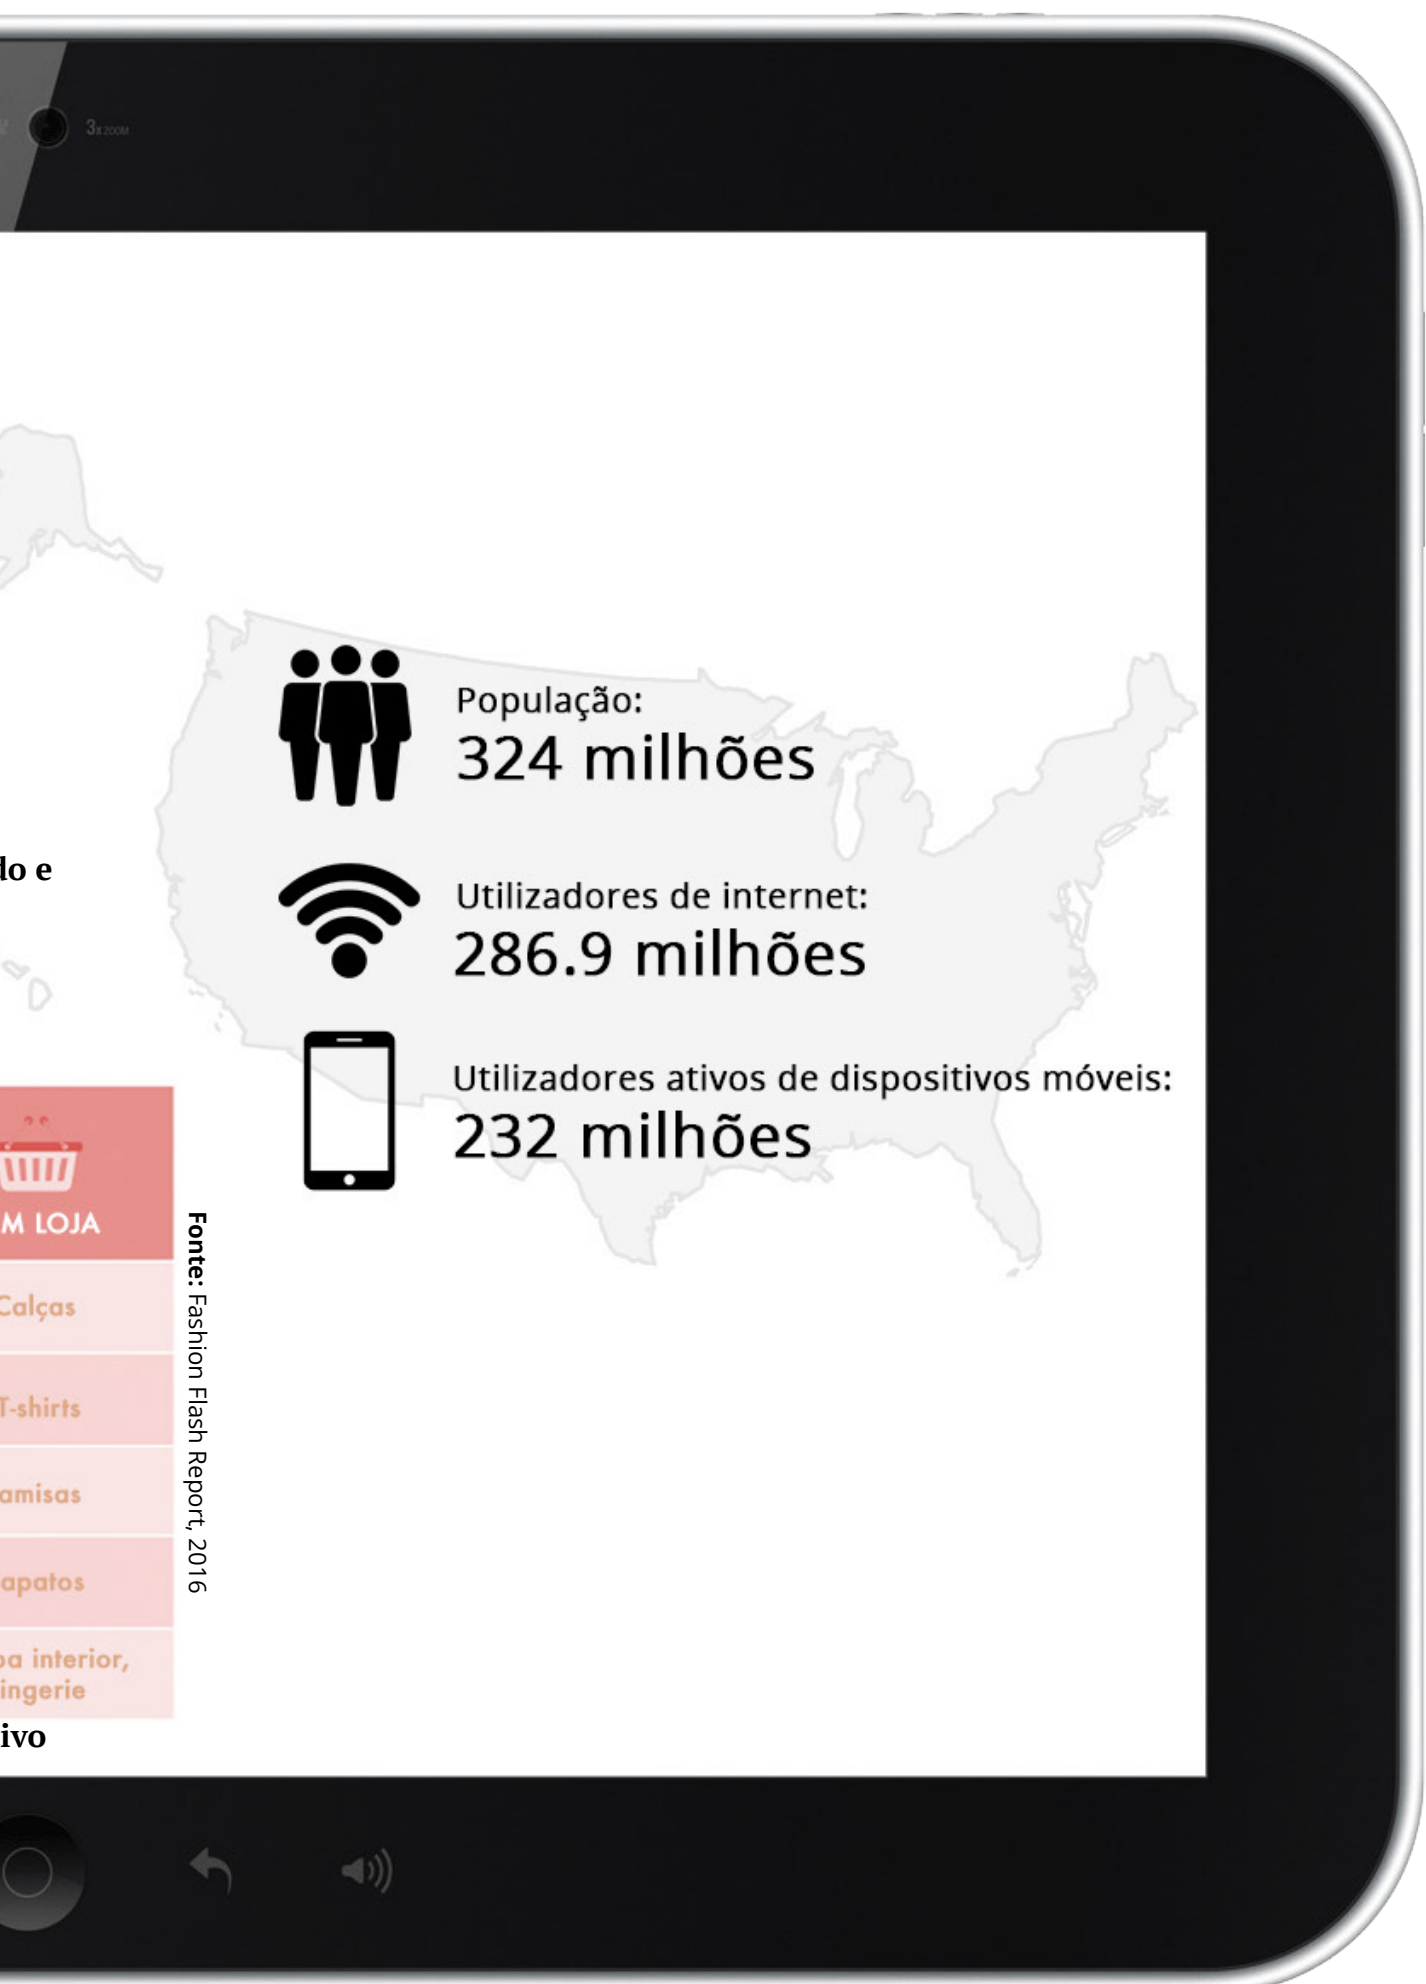 3x ZOOM
População:
324 milhões
do e
Utilizadores de internet:
286.9 milhões
Utilizadores ativos de dispositivos móveis:
232 milhões
M LOJA
Calças
T-shirts
amisas
apatos
pa interior,
ingerie
Fonte: Fashion Flash Report, 2016
ivo